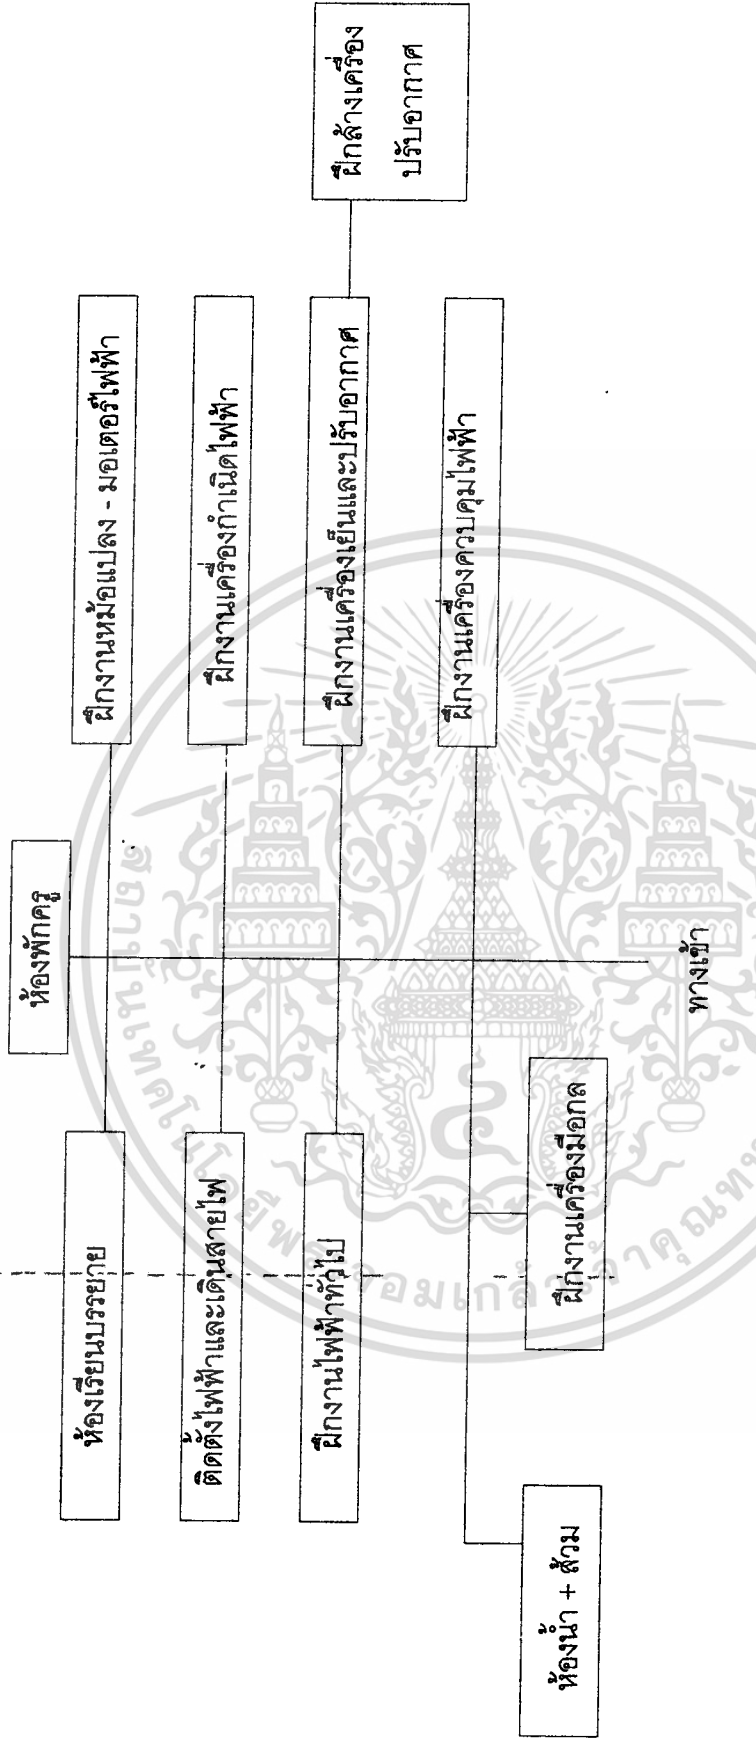 ห้องพักครู
ห้องเรียนบรรยาย
ฝึกงานหม้อแปลง - มอเตอร์ไฟฟ้า
ติดตั้งไฟฟ้าและเดินสายไฟ
ฝึกงานเครื่องกำเนิดไฟฟ้า
ฝึกงานไฟฟ้าทั่วไป
ฝึกงานเครื่องเย็นและปรับอากาศ
ฝึกล้างเครื่อง
ปรับอากาศ
ฝึกงานเครื่องควบคุมไฟฟ้า
ห้องน้ำ + ส้วม
ฝึกงานเครื่องมือกล
ทางเข้า